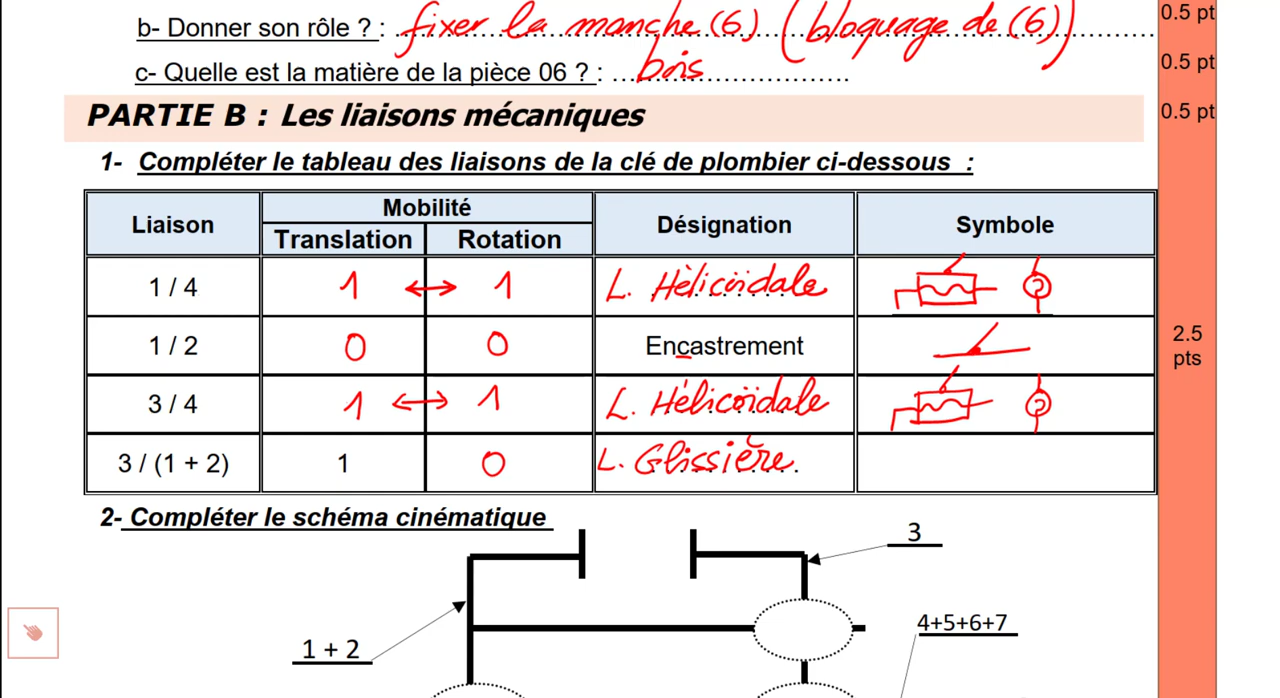 b- Donner son rôle ? : fixer la manche (6) (bloquage de (6))
0.5 pt
c- Quelle est la matière de la pièce 06 ? : bois
0.5 pt
PARTIE B : Les liaisons mécaniques
0.5 pt
1- Compléter le tableau des liaisons de la clé de plombier ci-dessous :
Liaison Mobilité Désignation Symbole
Translation Rotation
1 / 4 1 ↔ 1 L. Hèlicoïdale
1 / 2 0 0 Encastrement
2.5 pts
3 / 4 1 ↔ 1 L. Hélicoïdale
3 / (1 + 2) 1 0 L. Glissière.
2- Compléter le schéma cinématique
3
4+5+6+7
1 + 2